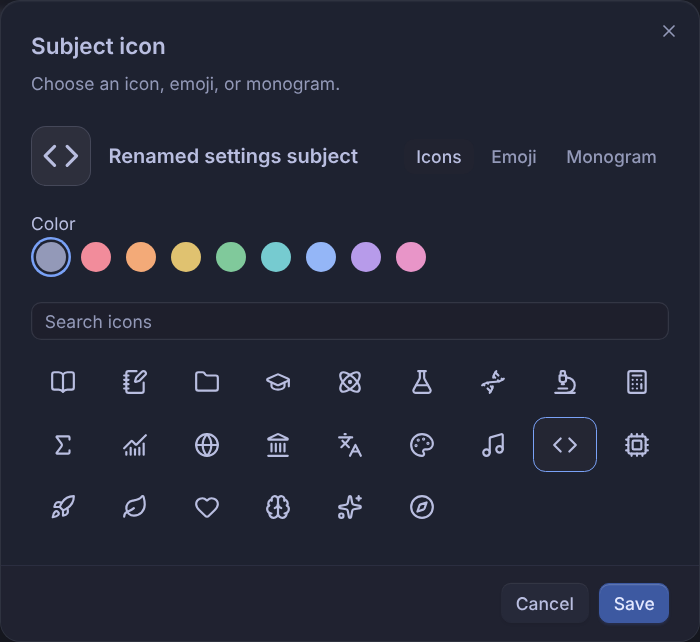 Subject icon
Choose an icon, emoji, or monogram.
Renamed settings subject
Icons
Emoji
Monogram
Color
Search icons
Cancel
Save